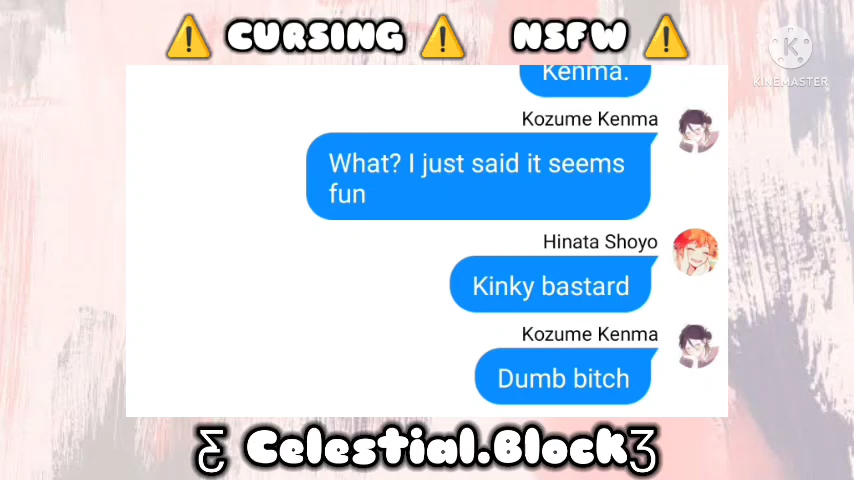 ⚠️ CURSING ⚠️ NSFW ⚠️
K
KINEMASTER
Kenma.
Kozume Kenma
What? I just said it seems
fun
Hinata Shoyo
Kinky bastard
Kozume Kenma
Dumb bitch
Ƹ Celestial.Block Ʒ